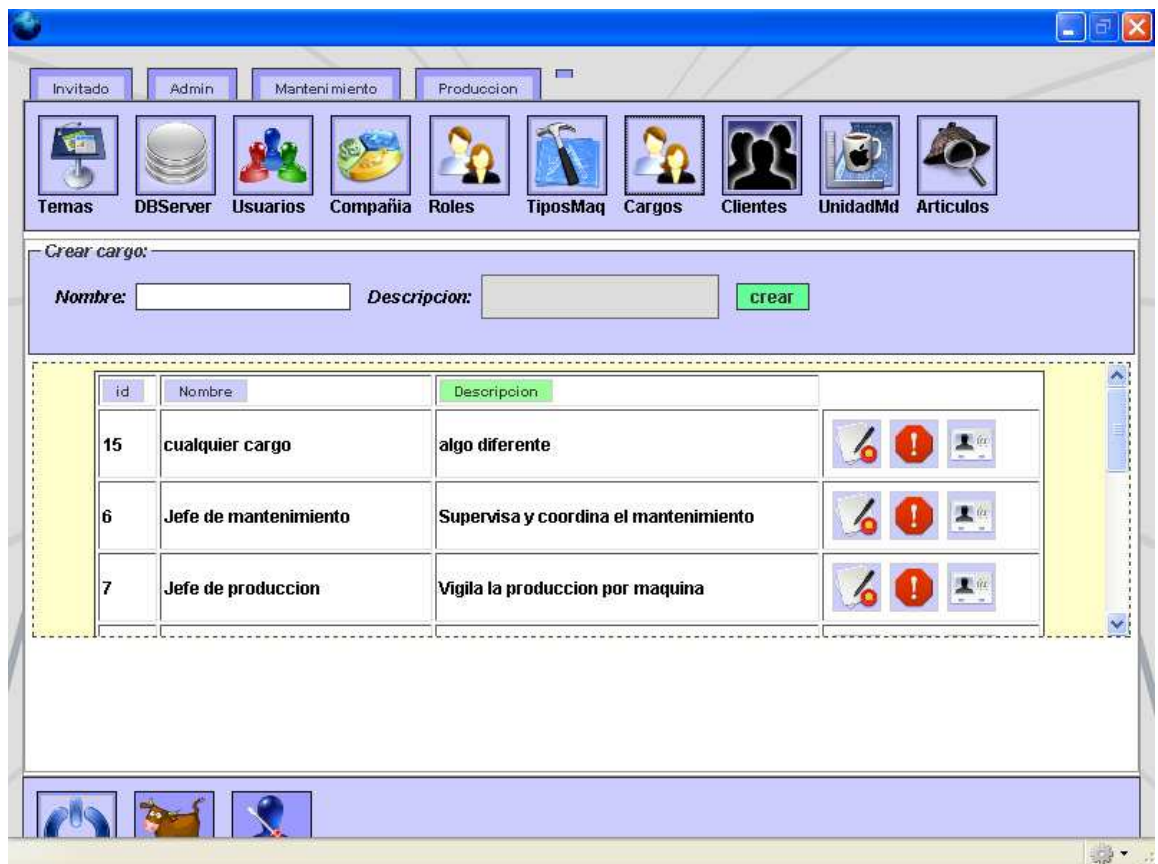 Invitado Admin Mantenimiento Produccion
Temas DBServer Usuarios Compañia Roles TiposMaq Cargos Clientes UnidadMd Articulos
Crear cargo:
Nombre: Descripcion: crear
id Nombre Descripcion
15 cualquier cargo algo diferente
6 Jefe de mantenimiento Supervisa y coordina el mantenimiento
7 Jefe de produccion Vigila la produccion por maquina